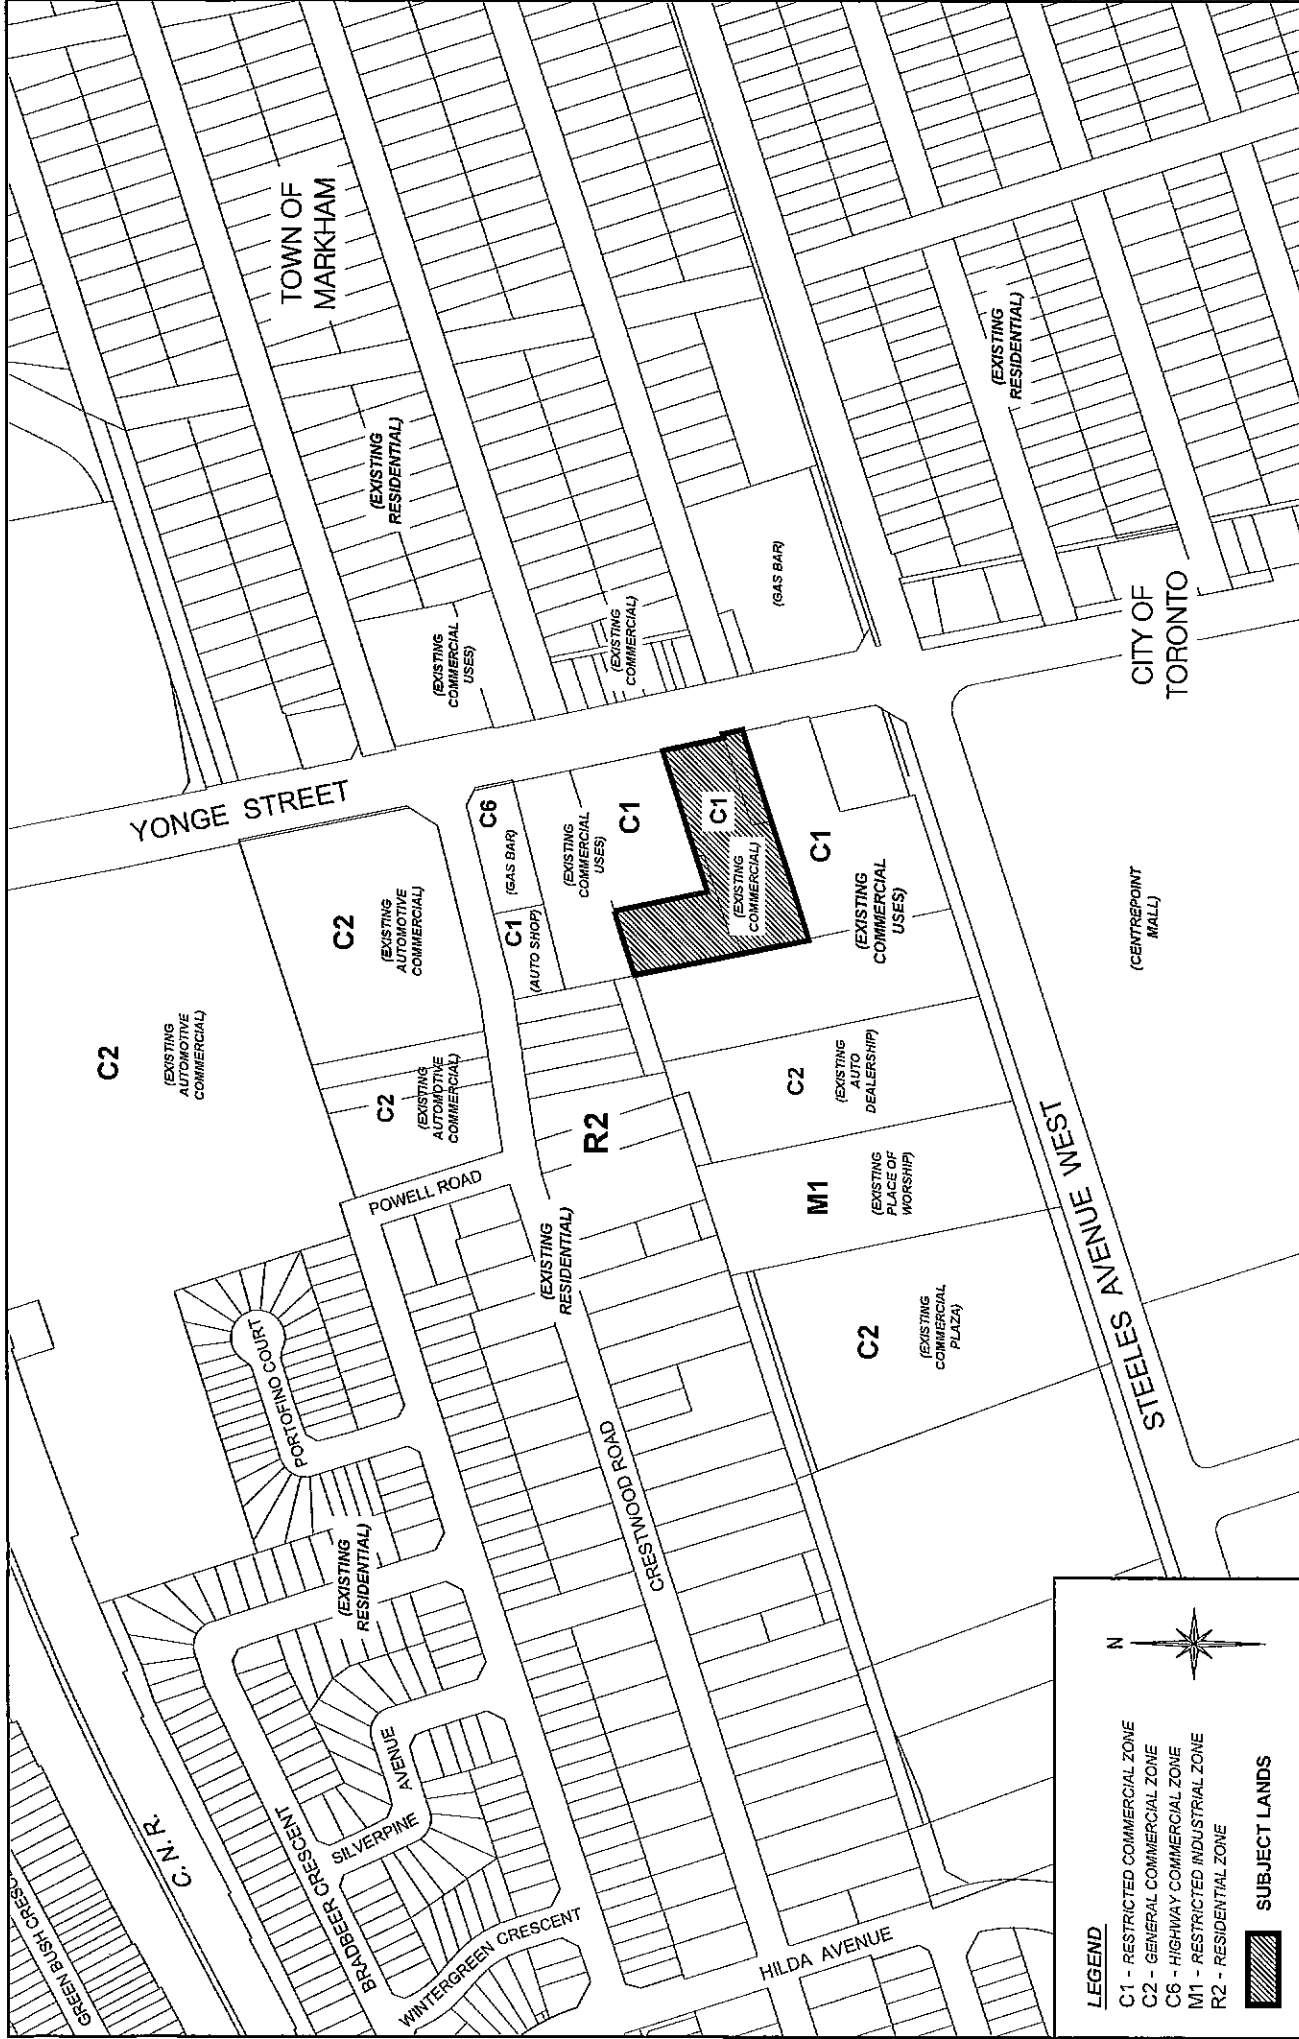 TOWN OF
MARKHAM
(EXISTING
RESIDENTIAL)
(EXISTING
RESIDENTIAL)
(EXISTING
COMMERCIAL
USES)
(EXISTING
COMMERCIAL)
(GAS BAR)
CITY OF
TORONTO
YONGE STREET
C6
(GAS BAR)
C1
(AUTO SHOP)
(EXISTING
COMMERCIAL
USES)
C1
C1
(EXISTING
COMMERCIAL)
C1
(EXISTING
COMMERCIAL
USES)
(CENTREPOINT
MALL)
C2
(EXISTING
AUTOMOTIVE
COMMERCIAL)
C2
(EXISTING
AUTOMOTIVE
COMMERCIAL)
C2
(EXISTING
AUTOMOTIVE
COMMERCIAL)
POWELL ROAD
R2
(EXISTING
RESIDENTIAL)
C2
(EXISTING
AUTO
DEALERSHIP)
M1
(EXISTING
PLACE OF
WORSHIP)
C2
(EXISTING
COMMERCIAL
PLAZA)
STEELES AVENUE WEST
PORTOFINO COURT
CRESTWOOD ROAD
(EXISTING
RESIDENTIAL)
SILVERPINE AVENUE
BRADBEER CRESCENT
WINTERGREEN CRESCENT
HILDA AVENUE
C.N.R.
GREEN BUSH CRESC
LEGEND
C1 - RESTRICTED COMMERCIAL ZONE
C2 - GENERAL COMMERCIAL ZONE
C6 - HIGHWAY COMMERCIAL ZONE
M1 - RESTRICTED INDUSTRIAL ZONE
R2 - RESIDENTIAL ZONE
SUBJECT LANDS
N